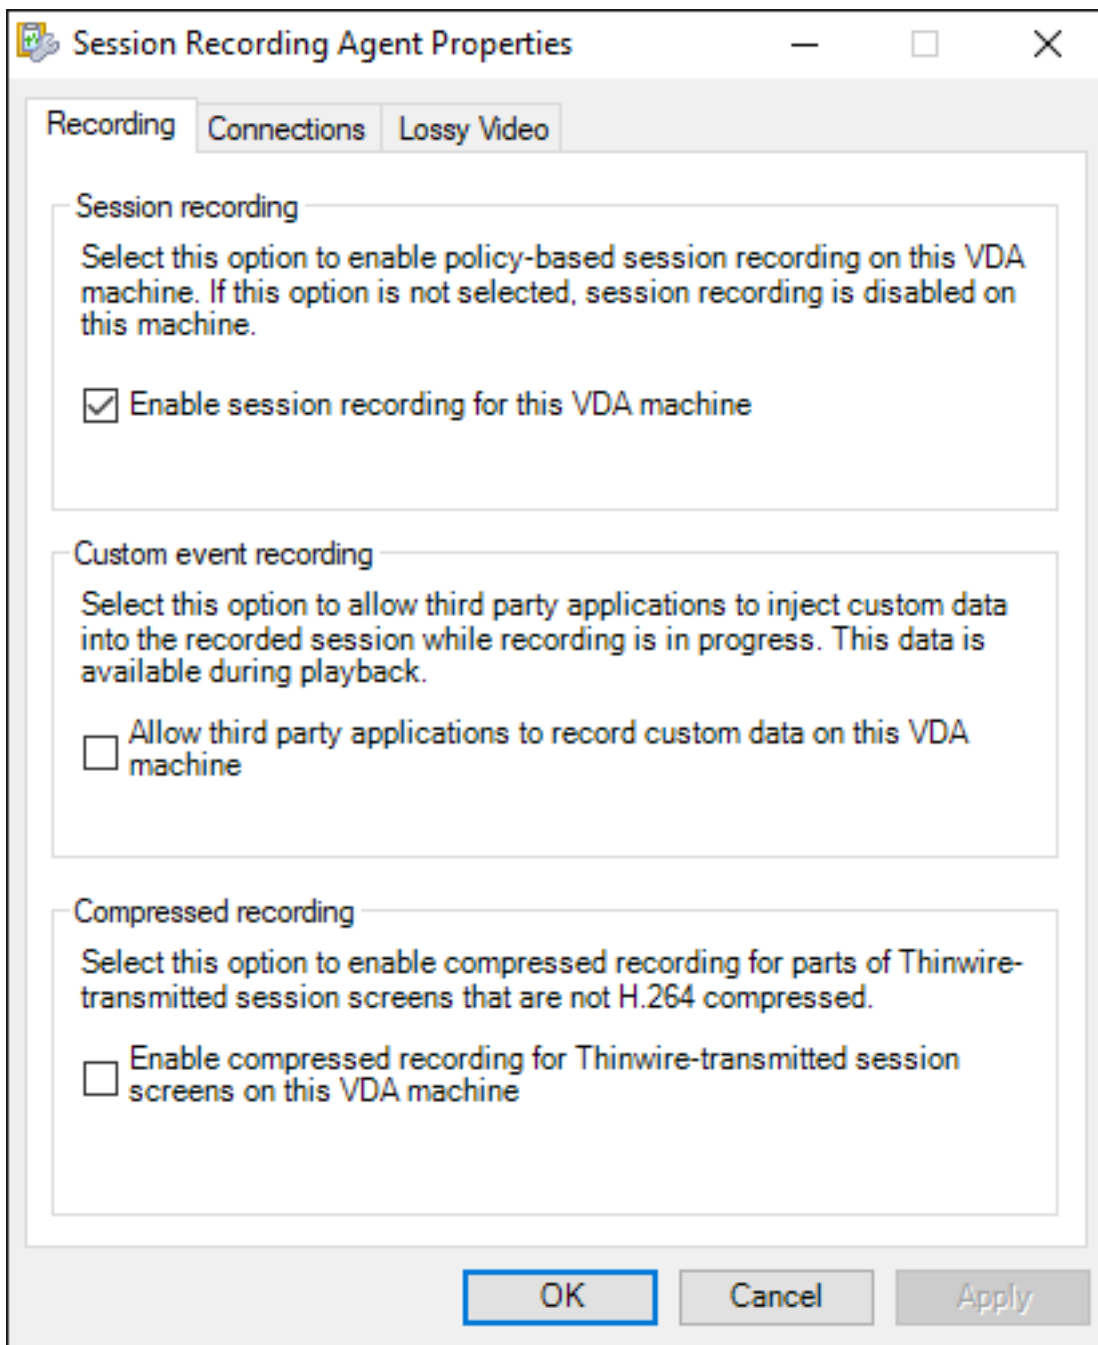 Session Recording Agent Properties
Recording
Connections
Lossy Video
Session recording
Select this option to enable policy-based session recording on this VDA
machine. If this option is not selected, session recording is disabled on
this machine.
Enable session recording for this VDA machine
Custom event recording
Select this option to allow third party applications to inject custom data
into the recorded session while recording is in progress. This data is
available during playback.
Allow third party applications to record custom data on this VDA
machine
Compressed recording
Select this option to enable compressed recording for parts of Thinwire-
transmitted session screens that are not H.264 compressed.
Enable compressed recording for Thinwire-transmitted session
screens on this VDA machine
OK
Cancel
Apply